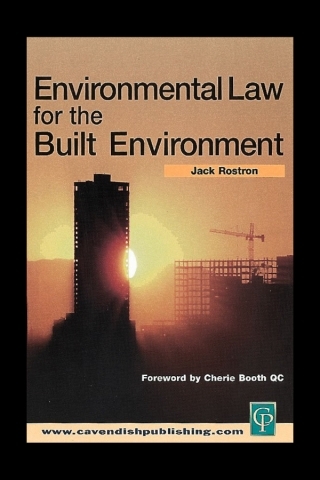 Environmental Law
for the
Built Environment
Jack Rostron
Foreword by Cherie Booth QC
www.cavendishpublishing.com
CP